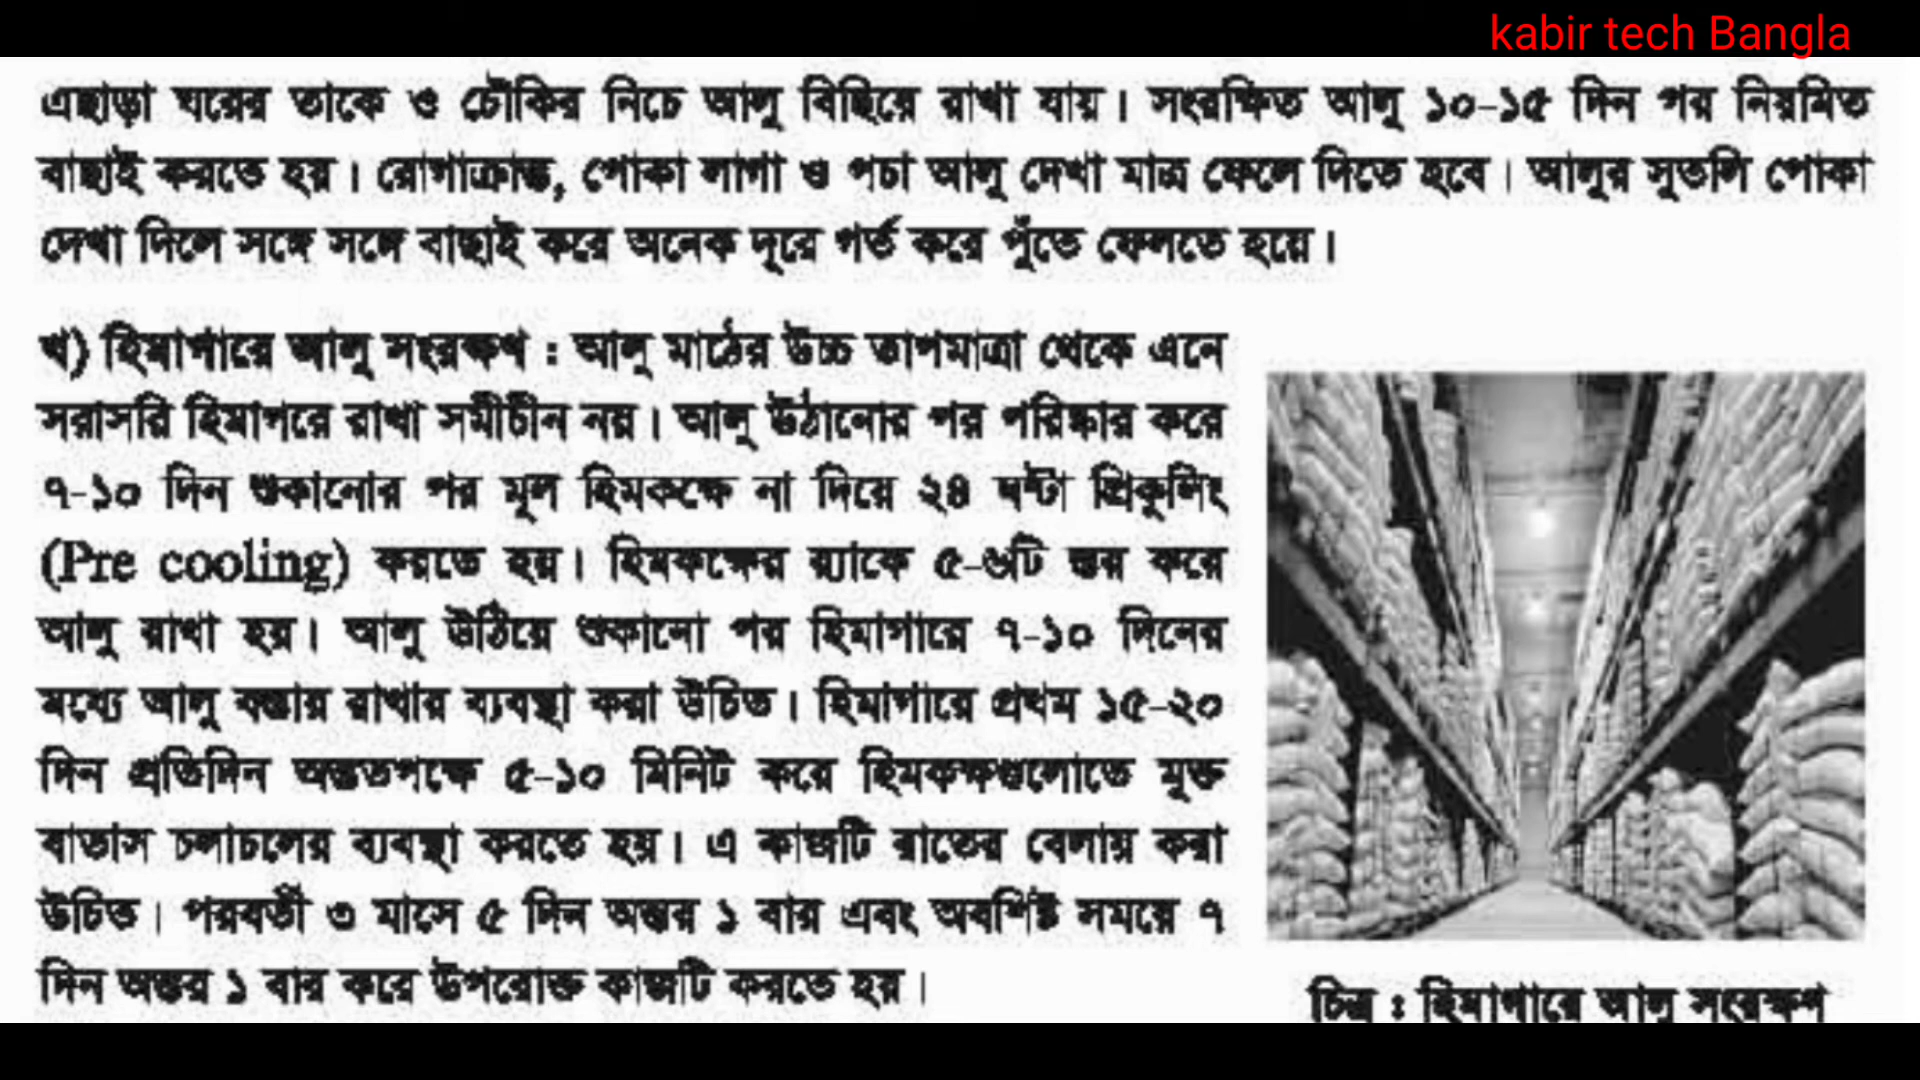 kabir tech Bangla
এছাড়া ঘরের তাকে ও চৌকির নিচে আলু বিছিয়ে রাখা যায়। সংরক্ষিত আলু ১০-১৫ দিন পর নিয়মিত
বাছাই করতে হয়। রোগাক্রান্ত, পোকা লাগা ও পচা আলু দেখা মাত্র ফেলে দিতে হবে। আলুর সুতলি পোকা
দেখা দিলে সঙ্গে সঙ্গে বাছাই করে অনেক দূরে গর্ত করে পুঁতে ফেলতে হয়ে।
খ) হিমাগারে আলু সংরক্ষণ : আলু মাঠের উচ্চ তাপমাত্রা থেকে এনে
সরাসরি হিমাগরে রাখা সমীচীন নয়। আলু উঠানোর পর পরিষ্কার করে
৭-১০ দিন শুকানোর পর মূল হিমকক্ষে না দিয়ে ২৪ ঘণ্টা প্রিকুলিং
(Pre cooling) করতে হয়। হিমকক্ষের র‍্যাকে ৫-৬টি স্তর করে
আলু রাখা হয়। আলু উঠিয়ে শুকানো পর হিমাগারে ৭-১০ দিনের
মধ্যে আলু বস্তায় রাখার ব্যবস্থা করা উচিত। হিমাগারে প্রথম ১৫-২০
দিন প্রতিদিন অন্ততপক্ষে ৫-১০ মিনিট করে হিমকক্ষগুলোতে মুক্ত
বাতাস চলাচলের ব্যবস্থা করতে হয়। এ কাজটি রাতের বেলায় করা
উচিত। পরবর্তী ৩ মাসে ৫ দিন অন্তর ১ বার এবং অবশিষ্ট সময়ে ৭
দিন অন্তর ১ বার করে উপরোক্ত কাজটি করতে হয়।
চিত্র : হিমাগারে আলু সংরক্ষণ